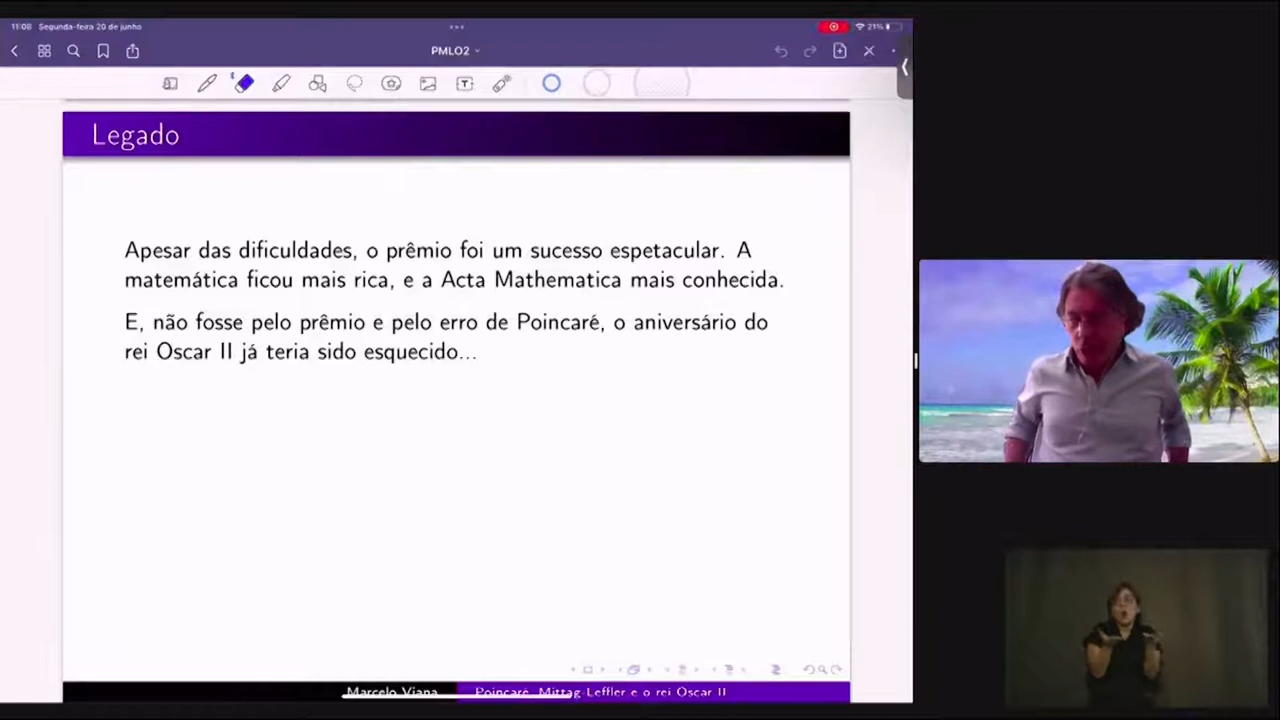 11:08 Segunda-feira 20 de junho
21%
PMLO2
Legado
Apesar das dificuldades, o prêmio foi um sucesso espetacular. A
matemática ficou mais rica, e a Acta Mathematica mais conhecida.
E, não fosse pelo prêmio e pelo erro de Poincaré, o aniversário do
rei Oscar II já teria sido esquecido...
Marcelo Viana Poincaré, Mittag-Leffler e o rei Oscar II